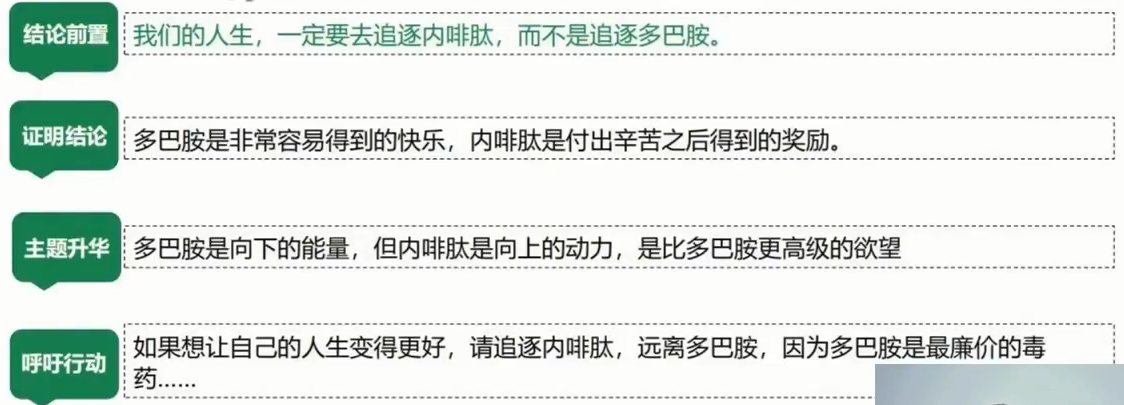 结论前置
我们的人生，一定要去追逐内啡肽，而不是追逐多巴胺。
证明结论
多巴胺是非常容易得到的快乐，内啡肽是付出辛苦之后得到的奖励。
主题升华
多巴胺是向下的能量，但内啡肽是向上的动力，是比多巴胺更高级的欲望
呼吁行动
如果想让自己的人生变得更好，请追逐内啡肽，远离多巴胺，因为多巴胺是最廉价的毒
药......